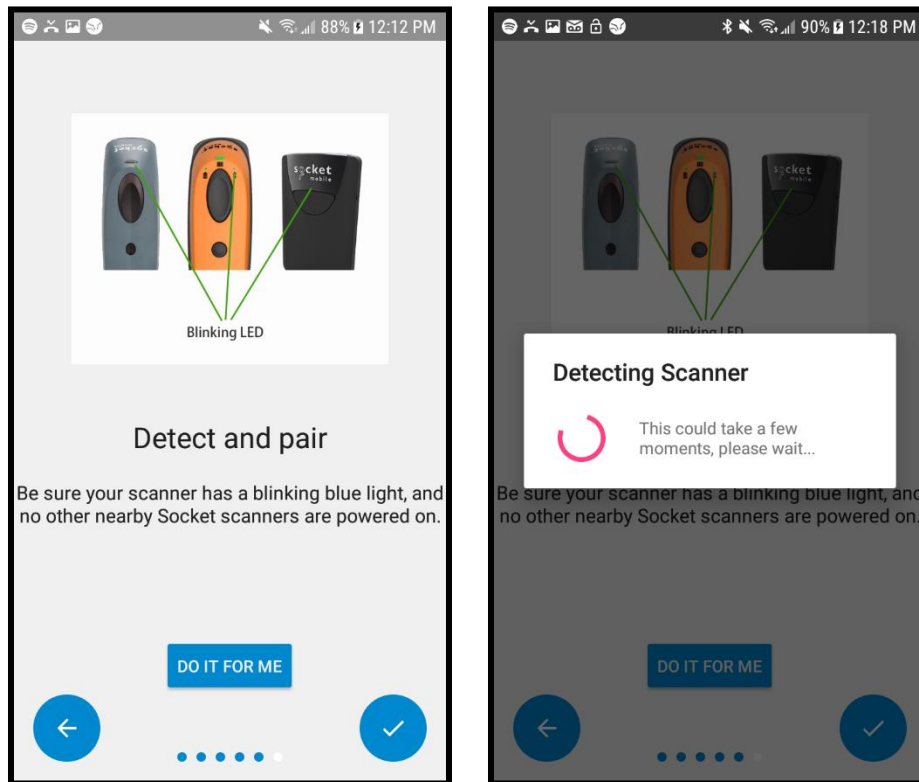 88% 12:12 PM
socket
mobile
Blinking LED
Detect and pair
Be sure your scanner has a blinking blue light, and
no other nearby Socket scanners are powered on.
DO IT FOR ME
90% 12:18 PM
socket
mobile
Blinking LED
Detecting Scanner
This could take a few
moments, please wait...
Be sure your scanner has a blinking blue light, and
no other nearby Socket scanners are powered on.
DO IT FOR ME